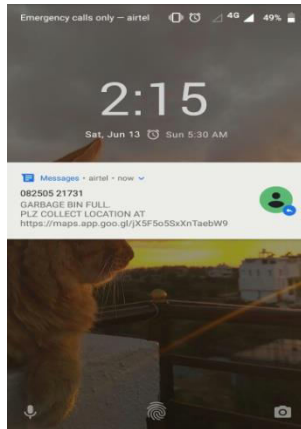 Emergency calls only — airtel 4G 49%
2:15
Sat, Jun 13 Sun 5:30 AM
Messages • airtel • now
082505 21731
GARBAGE BIN FULL.
PLZ COLLECT LOCATION AT
https://maps.app.goo.gl/jX5F5o5SxXnTaebW9